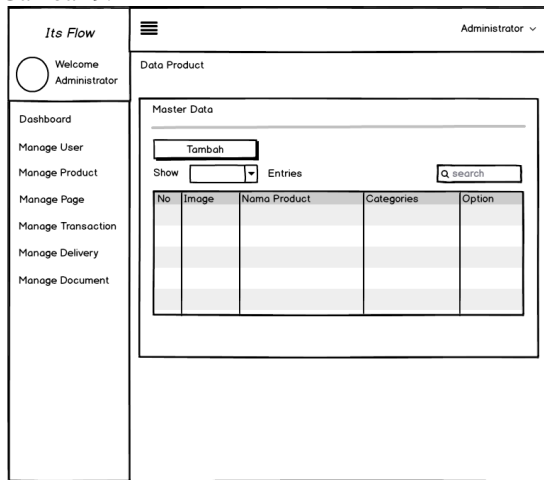 Its Flow
Administrator
Welcome
Administrator
Data Product
Dashboard
Manage User
Manage Product
Manage Page
Manage Transaction
Manage Delivery
Manage Document
Master Data
Tambah
Show Entries
search
No Image Nama Product Categories Option